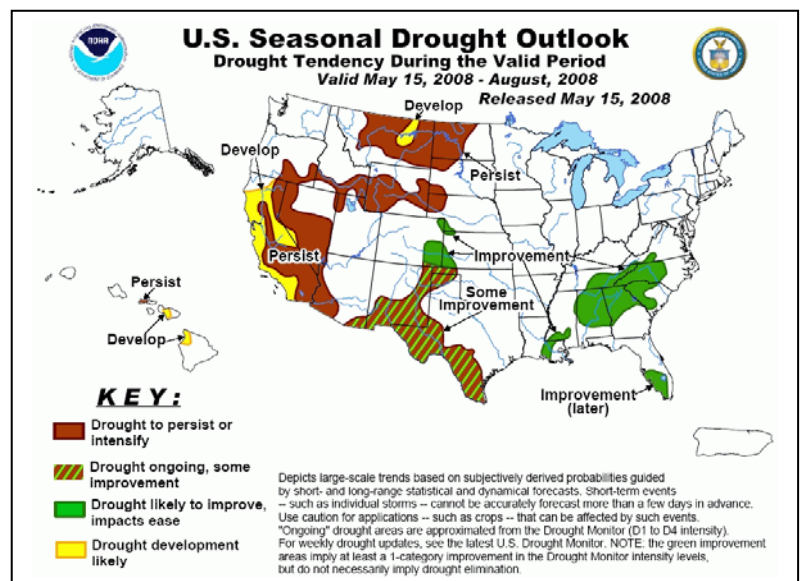 NOAA
U.S. Seasonal Drought Outlook
Drought Tendency During the Valid Period
Valid May 15, 2008 - August, 2008
Released May 15, 2008
Develop
Develop
Persist
Persist
Improvement
Some
Improvement
Persist
Develop
Improvement
(later)
KEY:
Drought to persist or
intensify
Drought ongoing, some
improvement
Drought likely to improve,
impacts ease
Drought development
likely
Depicts large-scale trends based on subjectively derived probabilities guided
by short- and long-range statistical and dynamical forecasts. Short-term events
-- such as individual storms -- cannot be accurately forecast more than a few days in advance.
Use caution for applications -- such as crops -- that can be affected by such events.
"Ongoing" drought areas are approximated from the Drought Monitor (D1 to D4 intensity).
For weekly drought updates, see the latest U.S. Drought Monitor. NOTE: the green improvement
areas imply at least a 1-category improvement in the Drought Monitor intensity levels,
but do not necessarily imply drought elimination.